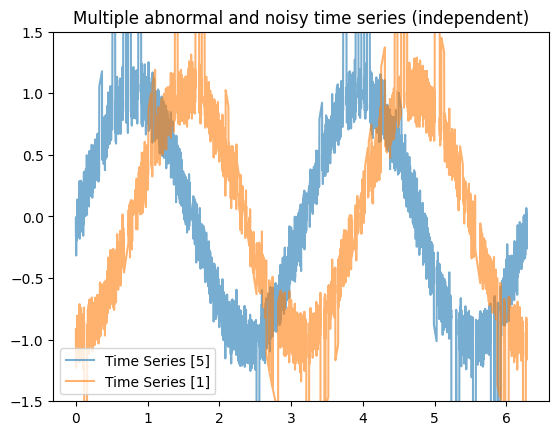 Multiple abnormal and noisy time series (independent)
1.5
1.0
0.5
0.0
−0.5
−1.0
−1.5
Time Series [5]
Time Series [1]
0 1 2 3 4 5 6